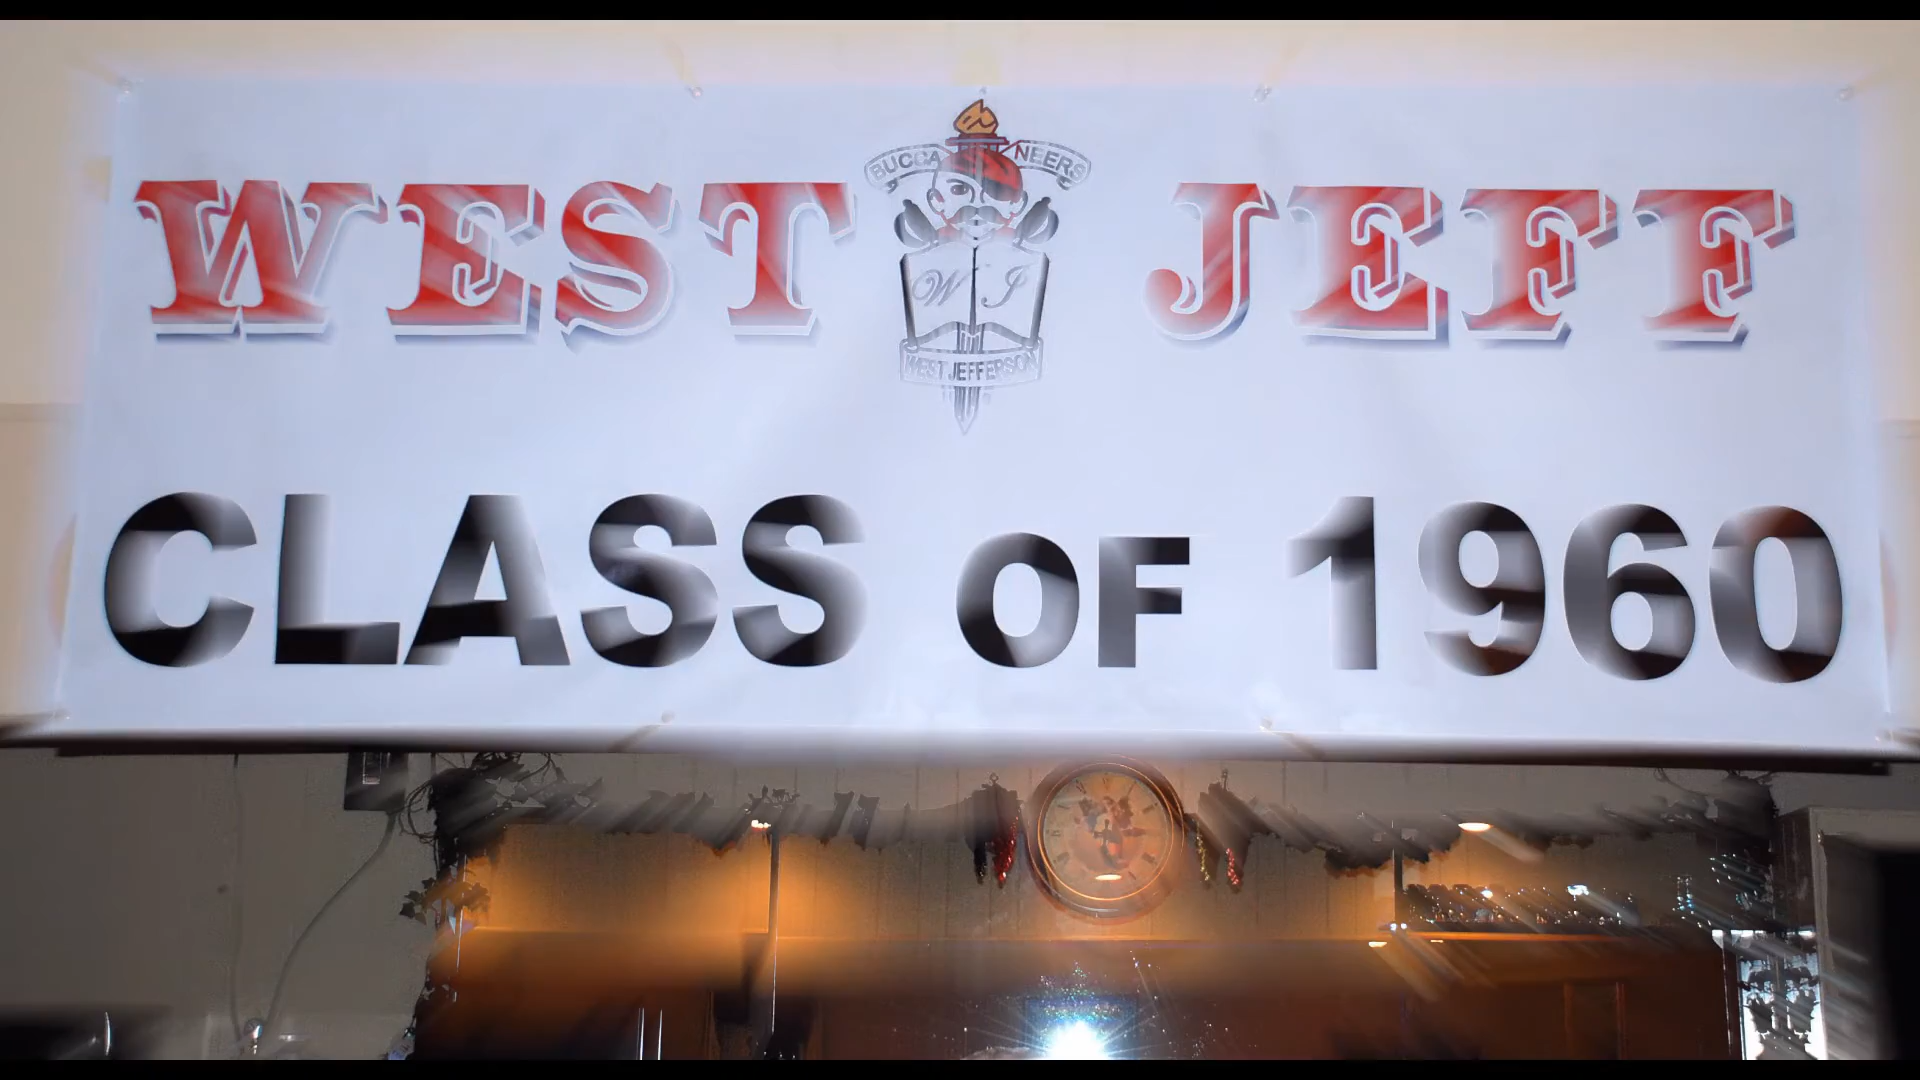 BUCCANEERS
WEST JEFF
W J
WEST JEFFERSON
CLASS OF 1960